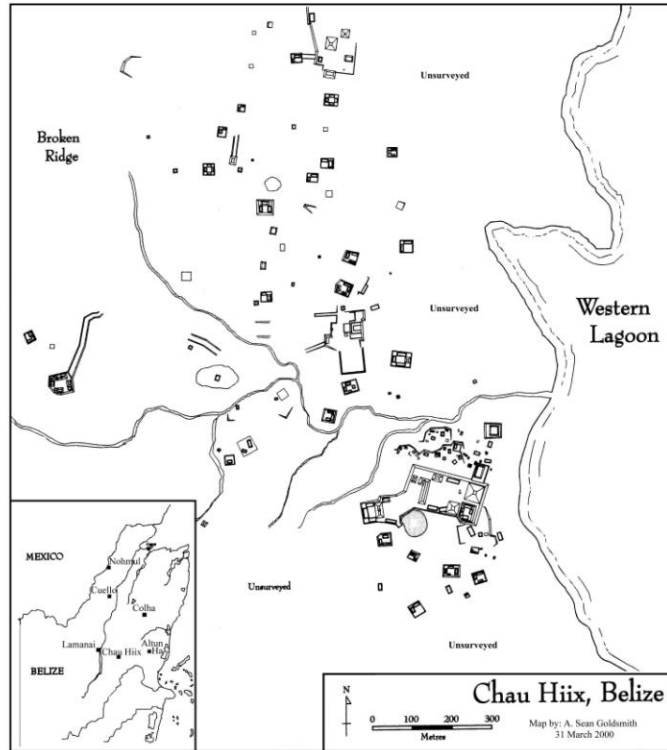 Unsurveyed
Broken
Ridge
Unsurveyed
Western
Lagoon
Unsurveyed
Unsurveyed
MEXICO
Nohmul
Cuello
Colha
Lamanai
Chau Hiix
Altun
Ha
BELIZE
Chau Hiix, Belize
N
0 100 200 300
Metres
Map by: A. Sean Goldsmith
31 March 2000